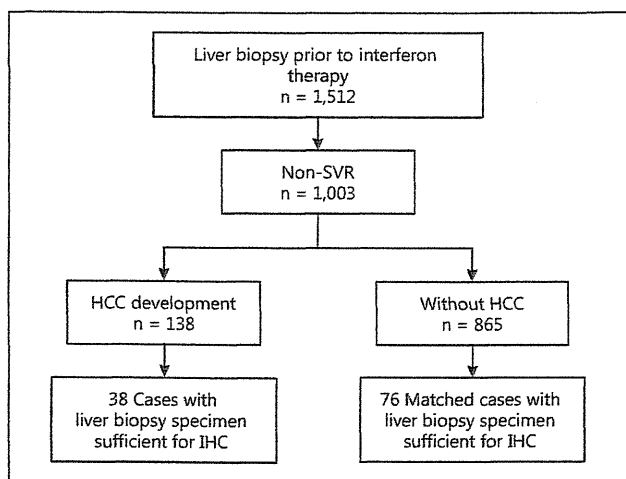 Liver biopsy prior to interferon
therapy
n = 1,512
Non-SVR
n = 1,003
HCC development
n = 138
Without HCC
n = 865
38 Cases with
liver biopsy specimen
sufficient for IHC
76 Matched cases with
liver biopsy specimen
sufficient for IHC